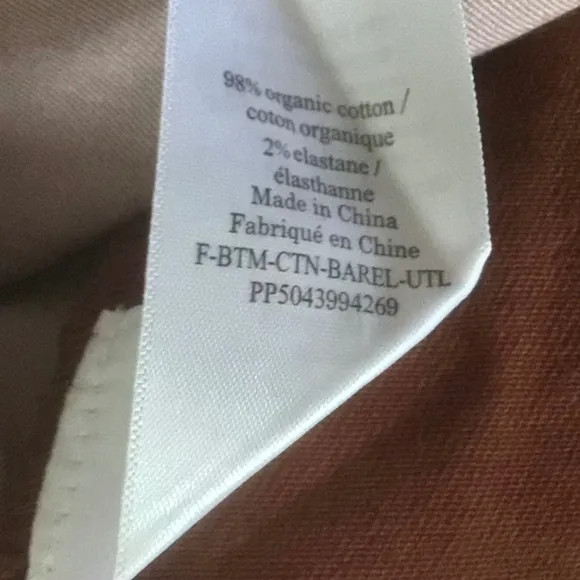 98% organic cotton /
coton organique
2% elastane /
élasthanne
Made in China
Fabriqué en Chine
F-BTM-CTN-BAREL-UTL
PP5043994269